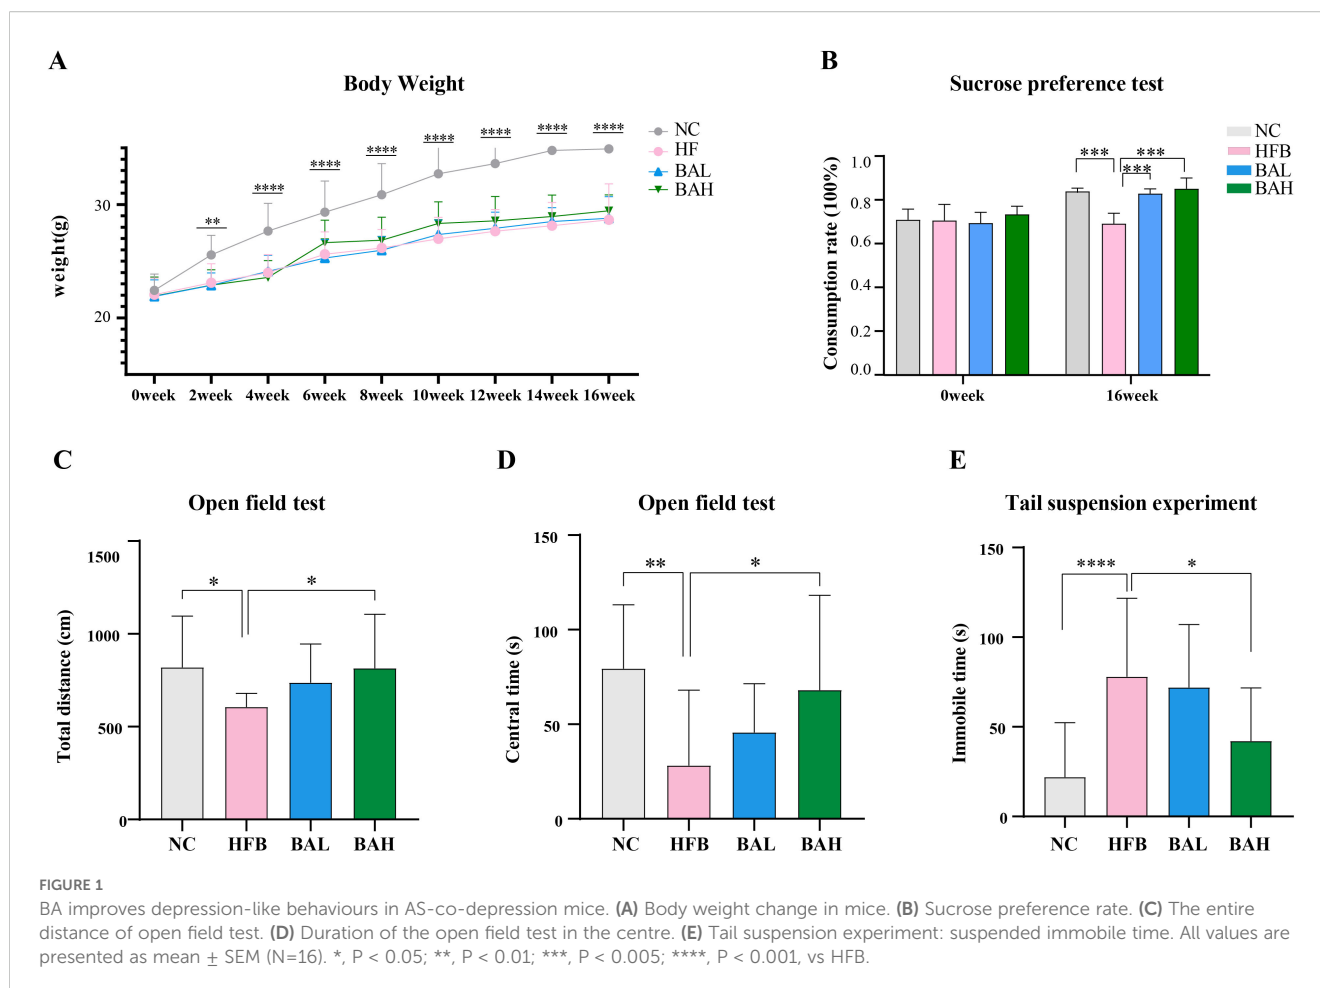 A
Body Weight
** **** **** **** **** **** **** ****
NC
HF
BAL
BAH
weight(g)
30
20
0week 2week 4week 6week 8week 10week 12week 14week 16week
B
Sucrose preference test
NC
HFB
BAL
BAH
*** *** ***
Consumption rate (100%)
1.0
0.8
0.6
0.4
0.2
0.0
0week 16week
C
Open field test
Total distance (cm)
1500
1000
500
0
* *
NC HFB BAL BAH
D
Open field test
Central time (s)
150
100
50
0
** *
NC HFB BAL BAH
E
Tail suspension experiment
Immobile time (s)
150
100
50
0
**** *
NC HFB BAL BAH
FIGURE 1
BA improves depression-like behaviours in AS-co-depression mice. (A) Body weight change in mice. (B) Sucrose preference rate. (C) The entire
distance of open field test. (D) Duration of the open field test in the centre. (E) Tail suspension experiment: suspended immobile time. All values are
presented as mean ± SEM (N=16). *, P < 0.05; **, P < 0.01; ***, P < 0.005; ****, P < 0.001, vs HFB.